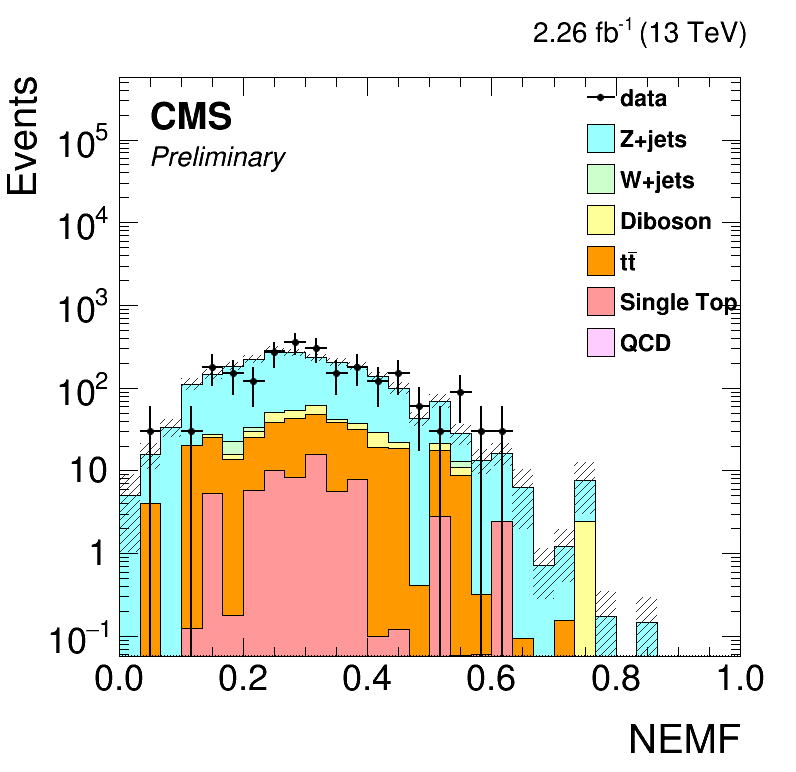 2.26 fb⁻¹ (13 TeV)
Events
CMS
Preliminary
data
Z+jets
W+jets
Diboson
tt̄
Single Top
QCD
10⁵
10⁴
10³
10²
10
1
10⁻¹
0.0 0.2 0.4 0.6 0.8 1.0
NEMF